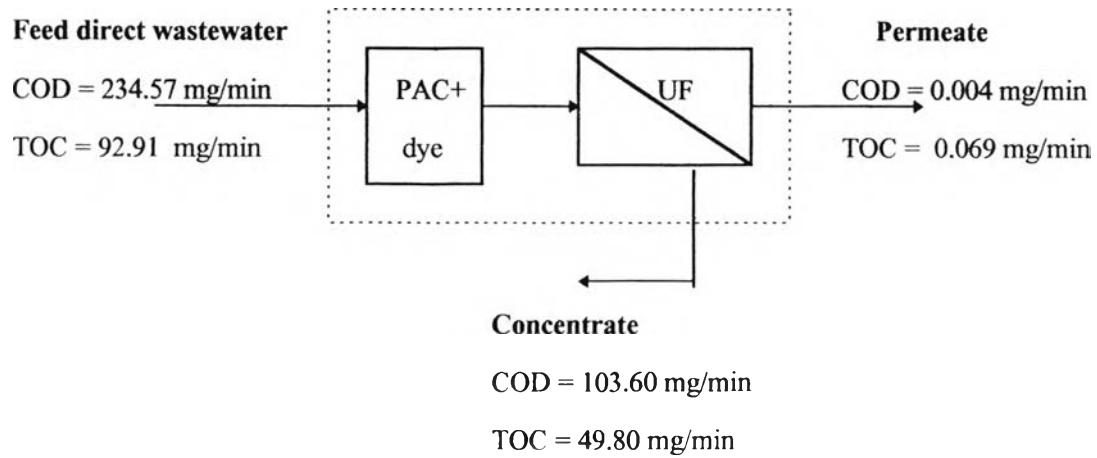 Feed direct wastewater
COD = 234.57 mg/min
TOC = 92.91 mg/min
PAC+
dye
UF
Permeate
COD = 0.004 mg/min
TOC = 0.069 mg/min
Concentrate
COD = 103.60 mg/min
TOC = 49.80 mg/min